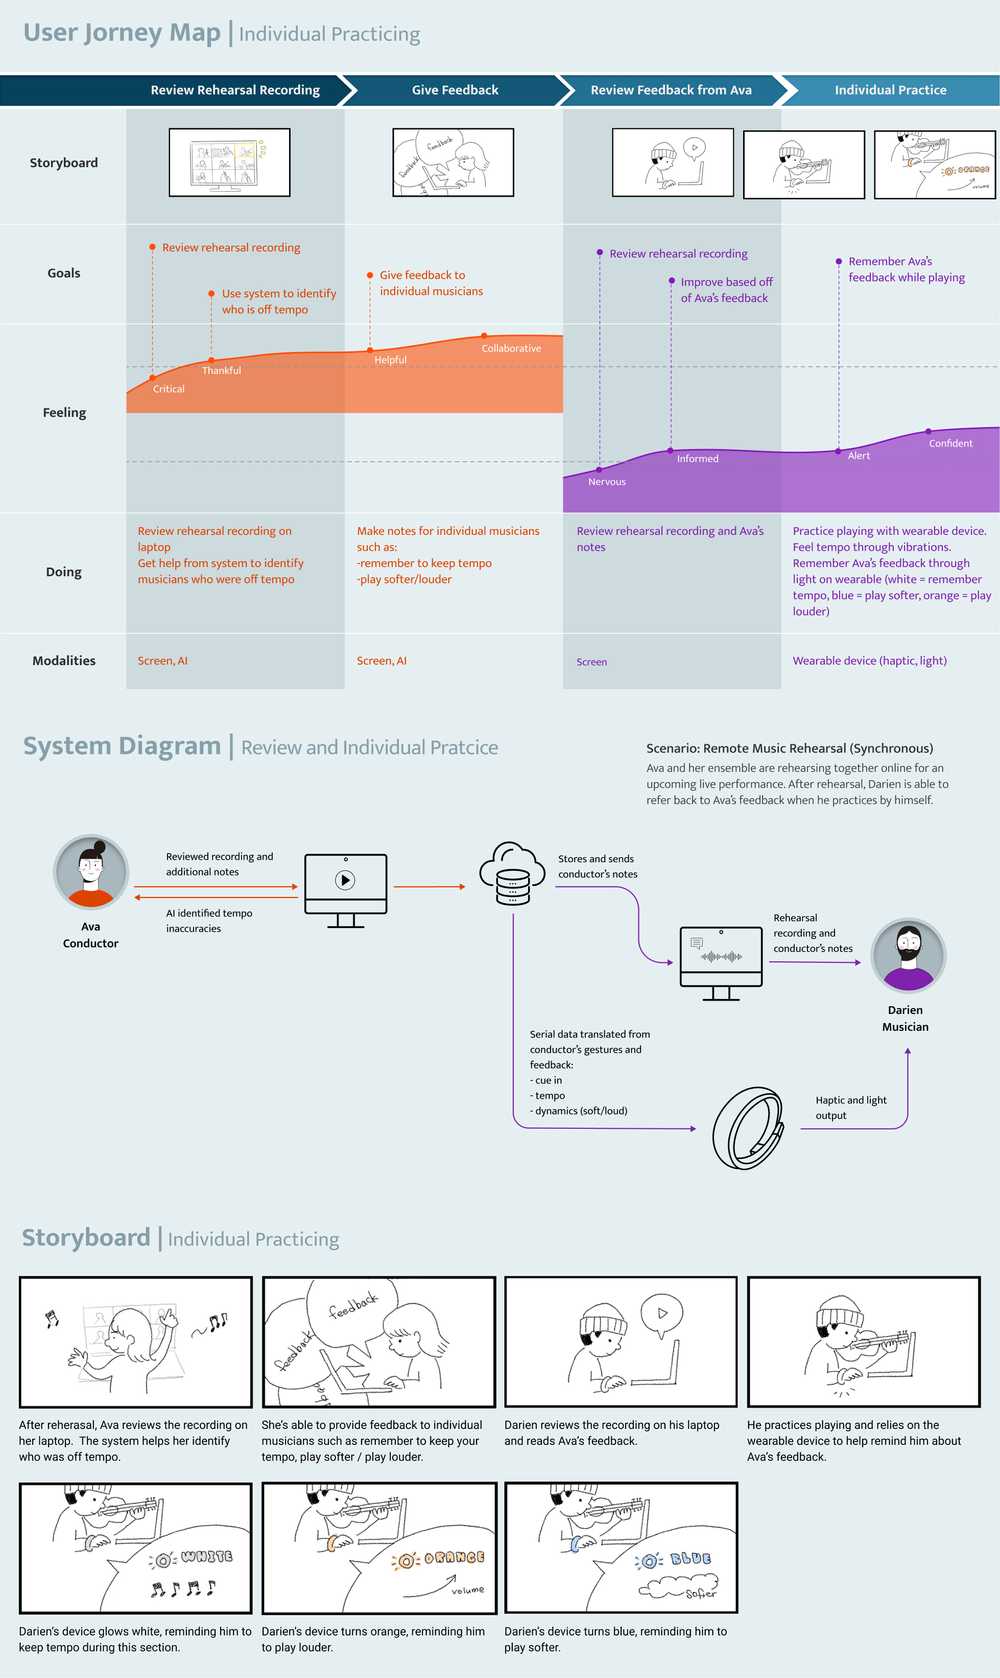 User Jorney Map | Individual Practicing
Review Rehearsal Recording
Give Feedback
Review Feedback from Ava
Individual Practice
Storyboard
feedback
feedback
ORANGE
volume
Goals
Review rehearsal recording
Use system to identify
who is off tempo
Give feedback to
individual musicians
Review rehearsal recording
Improve based off
of Ava's feedback
Remember Ava's
feedback while playing
Feeling
Critical
Thankful
Helpful
Collaborative
Nervous
Informed
Alert
Confident
Doing
Review rehearsal recording on
laptop
Get help from system to identify
musicians who were off tempo
Make notes for individual musicians
such as:
-remember to keep tempo
-play softer/louder
Review rehearsal recording and Ava's
notes
Practice playing with wearable device.
Feel tempo through vibrations.
Remember Ava's feedback through
light on wearable (white = remember
tempo, blue = play softer, orange = play
louder)
Modalities
Screen, AI
Screen, AI
Screen
Wearable device (haptic, light)
System Diagram | Review and Individual Pratcice
Scenario: Remote Music Rehearsal (Synchronous)
Ava and her ensemble are rehearsing together online for an
upcoming live performance. After rehearsal, Darien is able to
refer back to Ava's feedback when he practices by himself.
Ava
Conductor
Reviewed recording and
additional notes
AI identified tempo
inaccuracies
Stores and sends
conductor's notes
Rehearsal
recording and
conductor's notes
Darien
Musician
Serial data translated from
conductor's gestures and
feedback:
- cue in
- tempo
- dynamics (soft/loud)
Haptic and light
output
Storyboard | Individual Practicing
feedback
feedback
After reherasal, Ava reviews the recording on
her laptop. The system helps her identify
who was off tempo.
She's able to provide feedback to individual
musicians such as remember to keep your
tempo, play softer / play louder.
Darien reviews the recording on his laptop
and reads Ava's feedback.
He practices playing and relies on the
wearable device to help remind him about
Ava's feedback.
WHITE
ORANGE
volume
BLUE
Softer
Darien's device glows white, reminding him to
keep tempo during this section.
Darien's device turns orange, reminding him
to play louder.
Darien's device turns blue, reminding him to
play softer.